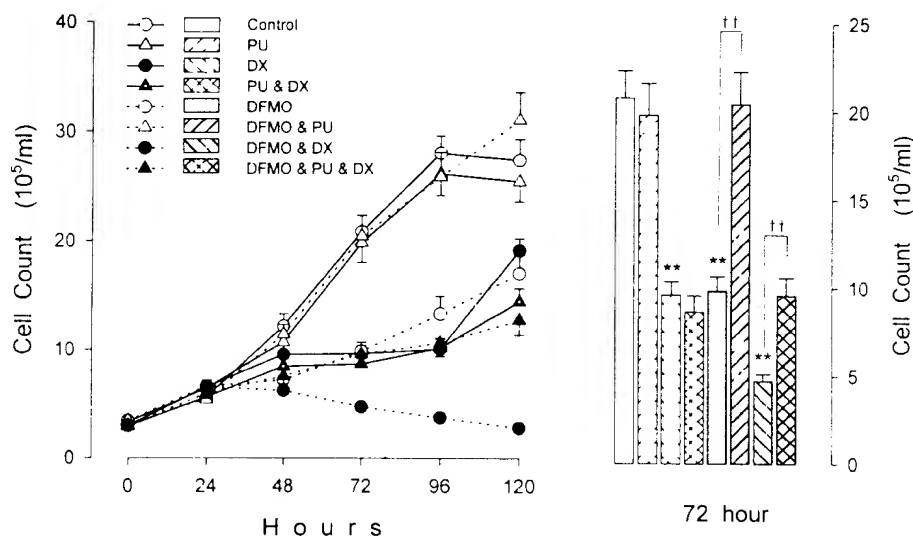 40
30
20
10
0
Cell Count (10⁵/ml)
0 24 48 72 96 120
Hours
Control
PU
DX
PU & DX
DFMO
DFMO & PU
DFMO & DX
DFMO & PU & DX
††
**
**
††
**
25
20
15
10
5
0
Cell Count (10⁵/ml)
72 hour